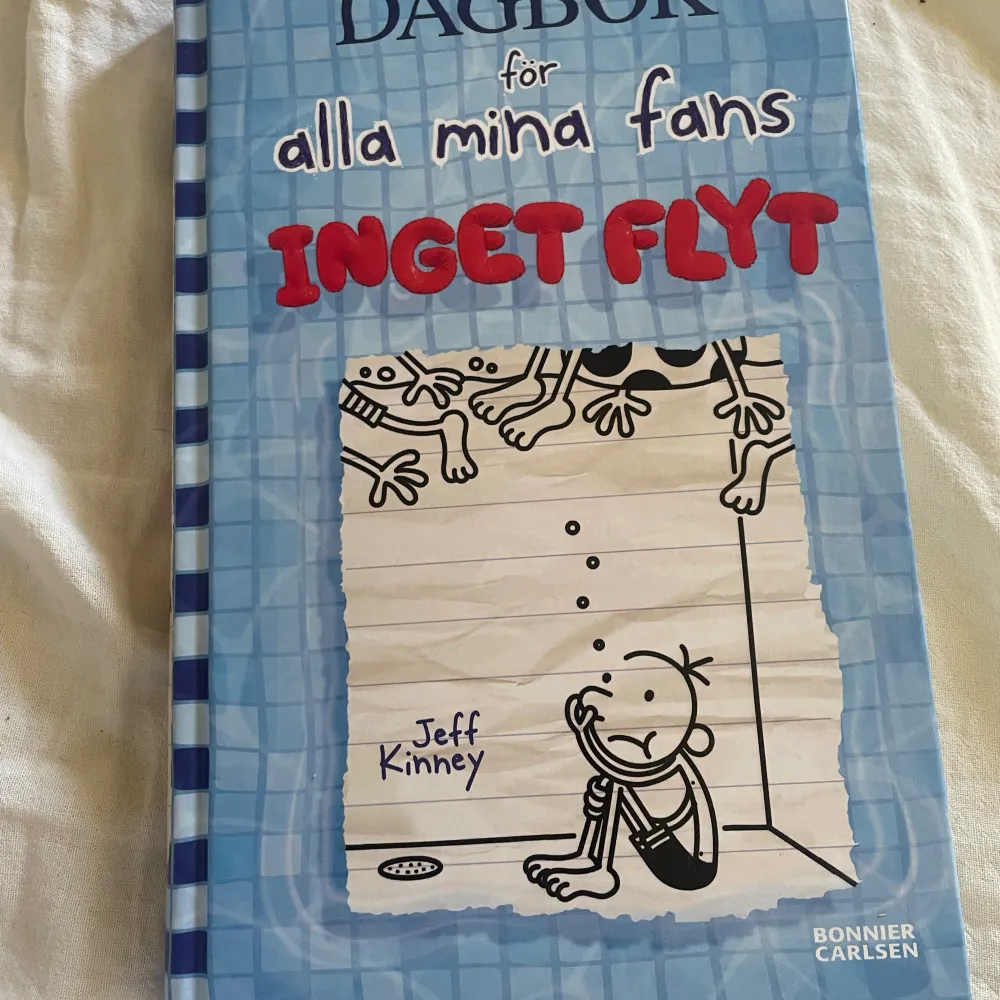 DAGBOK
för
alla mina fans
INGET FLYT
Jeff
Kinney
BONNIER
CARLSEN